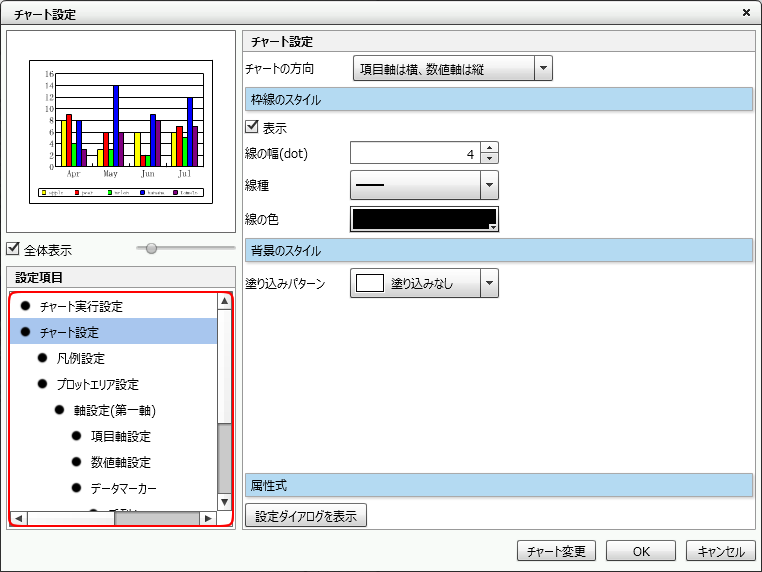 チャート設定
16
14
12
10
8
6
4
2
0
Apr May Jun Jul
apple pear melon banana tomato
全体表示
設定項目
チャート実行設定
チャート設定
凡例設定
プロットエリア設定
軸設定(第一軸)
項目軸設定
数値軸設定
データマーカー
チャート設定
チャートの方向 項目軸は横、数値軸は縦
枠線のスタイル
表示
線の幅(dot) 4
線種
線の色
背景のスタイル
塗り込みパターン 塗り込みなし
属性式
設定ダイアログを表示
チャート変更 OK キャンセル